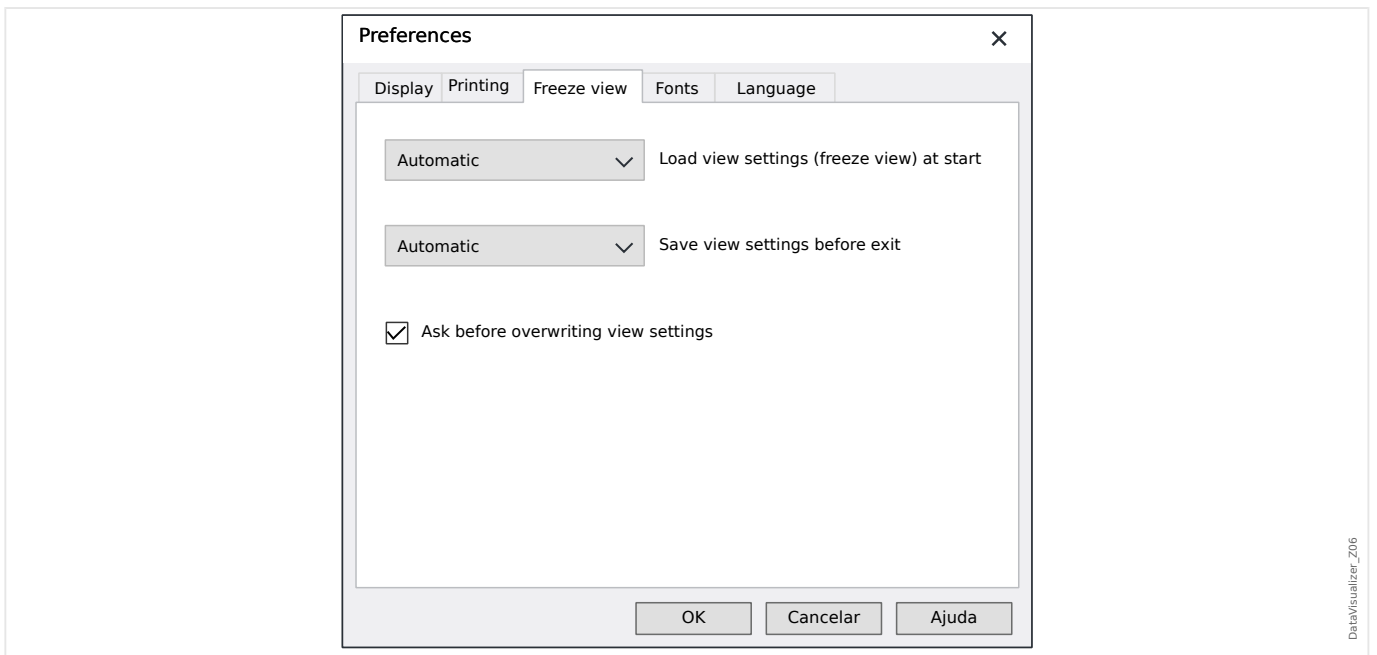 Preferences
Display Printing Freeze view Fonts Language
Automatic Load view settings (freeze view) at start
Automatic Save view settings before exit
Ask before overwriting view settings
OK Cancelar Ajuda
DataVisualizer_Z06